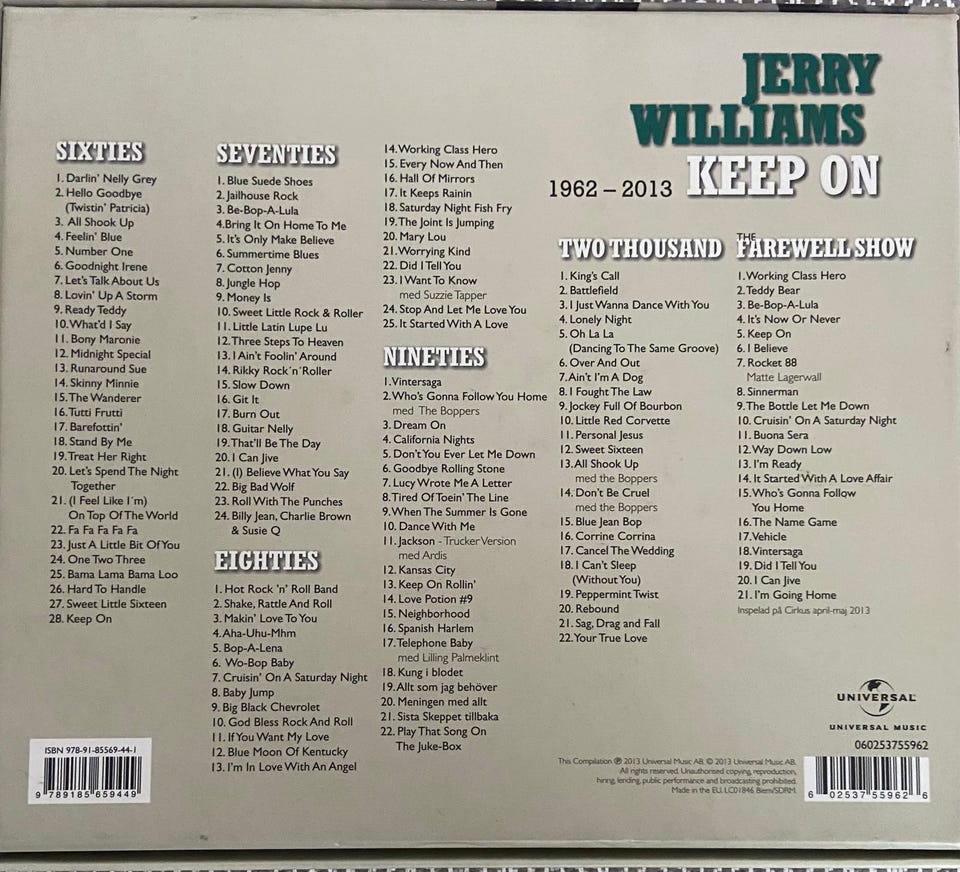 JERRY
WILLIAMS
1962 – 2013 KEEP ON
SIXTIES
1. Darlin' Nelly Grey
2. Hello Goodbye
(Twistin' Patricia)
3. All Shook Up
4. Feelin' Blue
5. Number One
6. Goodnight Irene
7. Let's Talk About Us
8. Lovin' Up A Storm
9. Ready Teddy
10. What'd I Say
11. Bony Maronie
12. Midnight Special
13. Runaround Sue
14. Skinny Minnie
15. The Wanderer
16. Tutti Frutti
17. Barefottin'
18. Stand By Me
19. Treat Her Right
20. Let's Spend The Night
Together
21. (I Feel Like I´m)
On Top Of The World
22. Fa Fa Fa Fa Fa
23. Just A Little Bit Of You
24. One Two Three
25. Bama Lama Bama Loo
26. Hard To Handle
27. Sweet Little Sixteen
28. Keep On
SEVENTIES
1. Blue Suede Shoes
2. Jailhouse Rock
3. Be-Bop-A-Lula
4. Bring It On Home To Me
5. It's Only Make Believe
6. Summertime Blues
7. Cotton Jenny
8. Jungle Hop
9. Money Is
10. Sweet Little Rock & Roller
11. Little Latin Lupe Lu
12. Three Steps To Heaven
13. I Ain't Foolin' Around
14. Rikky Rock´n´Roller
15. Slow Down
16. Git It
17. Burn Out
18. Guitar Nelly
19. That'll Be The Day
20. I Can Jive
21. (I) Believe What You Say
22. Big Bad Wolf
23. Roll With The Punches
24. Billy Jean, Charlie Brown
& Susie Q
EIGHTIES
1. Hot Rock 'n' Roll Band
2. Shake, Rattle And Roll
3. Makin' Love To You
4. Aha-Uhu-Mhm
5. Bop-A-Lena
6. Wo-Bop Baby
7. Cruisin' On A Saturday Night
8. Baby Jump
9. Big Black Chevrolet
10. God Bless Rock And Roll
11. If You Want My Love
12. Blue Moon Of Kentucky
13. I'm In Love With An Angel
14. Working Class Hero
15. Every Now And Then
16. Hall Of Mirrors
17. It Keeps Rainin
18. Saturday Night Fish Fry
19. The Joint Is Jumping
20. Mary Lou
21. Worrying Kind
22. Did I Tell You
23. I Want To Know
med Suzzie Tapper
24. Stop And Let Me Love You
25. It Started With A Love
NINETIES
1. Vintersaga
2. Who's Gonna Follow You Home
med The Boppers
3. Dream On
4. California Nights
5. Don't You Ever Let Me Down
6. Goodbye Rolling Stone
7. Lucy Wrote Me A Letter
8. Tired Of Toein' The Line
9. When The Summer Is Gone
10. Dance With Me
11. Jackson - Trucker Version
med Ardis
12. Kansas City
13. Keep On Rollin'
14. Love Potion #9
15. Neighborhood
16. Spanish Harlem
17. Telephone Baby
med Lilling Palmeklint
18. Kung i blodet
19. Allt som jag behöver
20. Meningen med allt
21. Sista Skeppet tillbaka
22. Play That Song On
The Juke-Box
TWO THOUSAND
1. King's Call
2. Battlefield
3. I Just Wanna Dance With You
4. Lonely Night
5. Oh La La
(Dancing To The Same Groove)
6. Over And Out
7. Ain't I'm A Dog
8. I Fought The Law
9. Jockey Full Of Bourbon
10. Little Red Corvette
11. Personal Jesus
12. Sweet Sixteen
13. All Shook Up
med the Boppers
14. Don't Be Cruel
med the Boppers
15. Blue Jean Bop
16. Corrine Corrina
17. Cancel The Wedding
18. I Can't Sleep
(Without You)
19. Peppermint Twist
20. Rebound
21. Sag, Drag and Fall
22. Your True Love
THE
FAREWELL SHOW
1. Working Class Hero
2. Teddy Bear
3. Be-Bop-A-Lula
4. It's Now Or Never
5. Keep On
6. I Believe
7. Rocket 88
Matte Lagerwall
8. Sinnerman
9. The Bottle Let Me Down
10. Cruisin' On A Saturday Night
11. Buona Sera
12. Way Down Low
13. I'm Ready
14. It Started With A Love Affair
15. Who's Gonna Follow
You Home
16. The Name Game
17. Vehicle
18. Vintersaga
19. Did I Tell You
20. I Can Jive
21. I'm Going Home
Inspelad på Cirkus april-maj 2013
UNIVERSAL
UNIVERSAL MUSIC
060253755962
This Compilation ℗ 2013 Universal Music AB. © 2013 Universal Music AB.
All rights reserved. Unauthorised copying, reproduction,
hiring, lending, public performance and broadcasting prohibited.
Made in the EU. LC01846 Biem/SDRM.
6 02537 55962 6
ISBN 978-91-85569-44-1
9 789185 659449